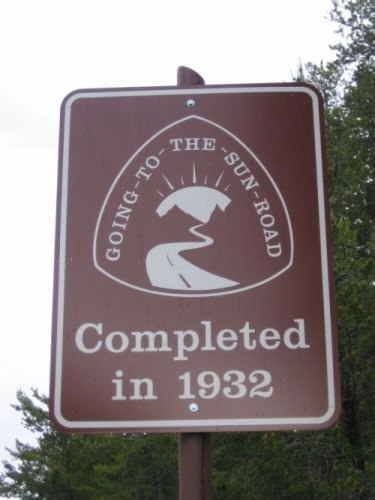 GOING-TO-THE-SUN-ROAD
Completed
in 1932